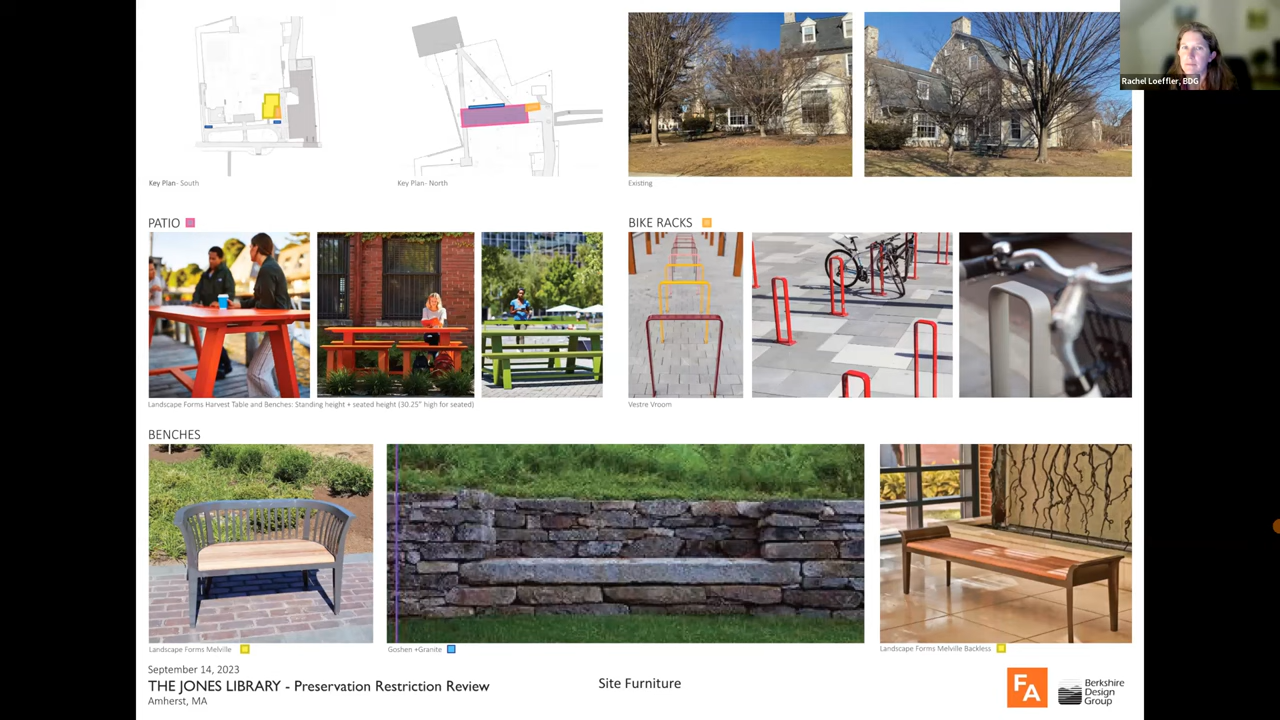 Rachel Loeffler, BDG
Key Plan- South
Key Plan- North
Existing
PATIO
BIKE RACKS
Landscape Forms Harvest Table and Benches: Standing height + seated height (30.25" high for seated)
Vestre Vroom
BENCHES
Landscape Forms Melville
Goshen +Granite
Landscape Forms Melville Backless
September 14, 2023
THE JONES LIBRARY - Preservation Restriction Review
Amherst, MA
Site Furniture
FA
Berkshire
Design
Group